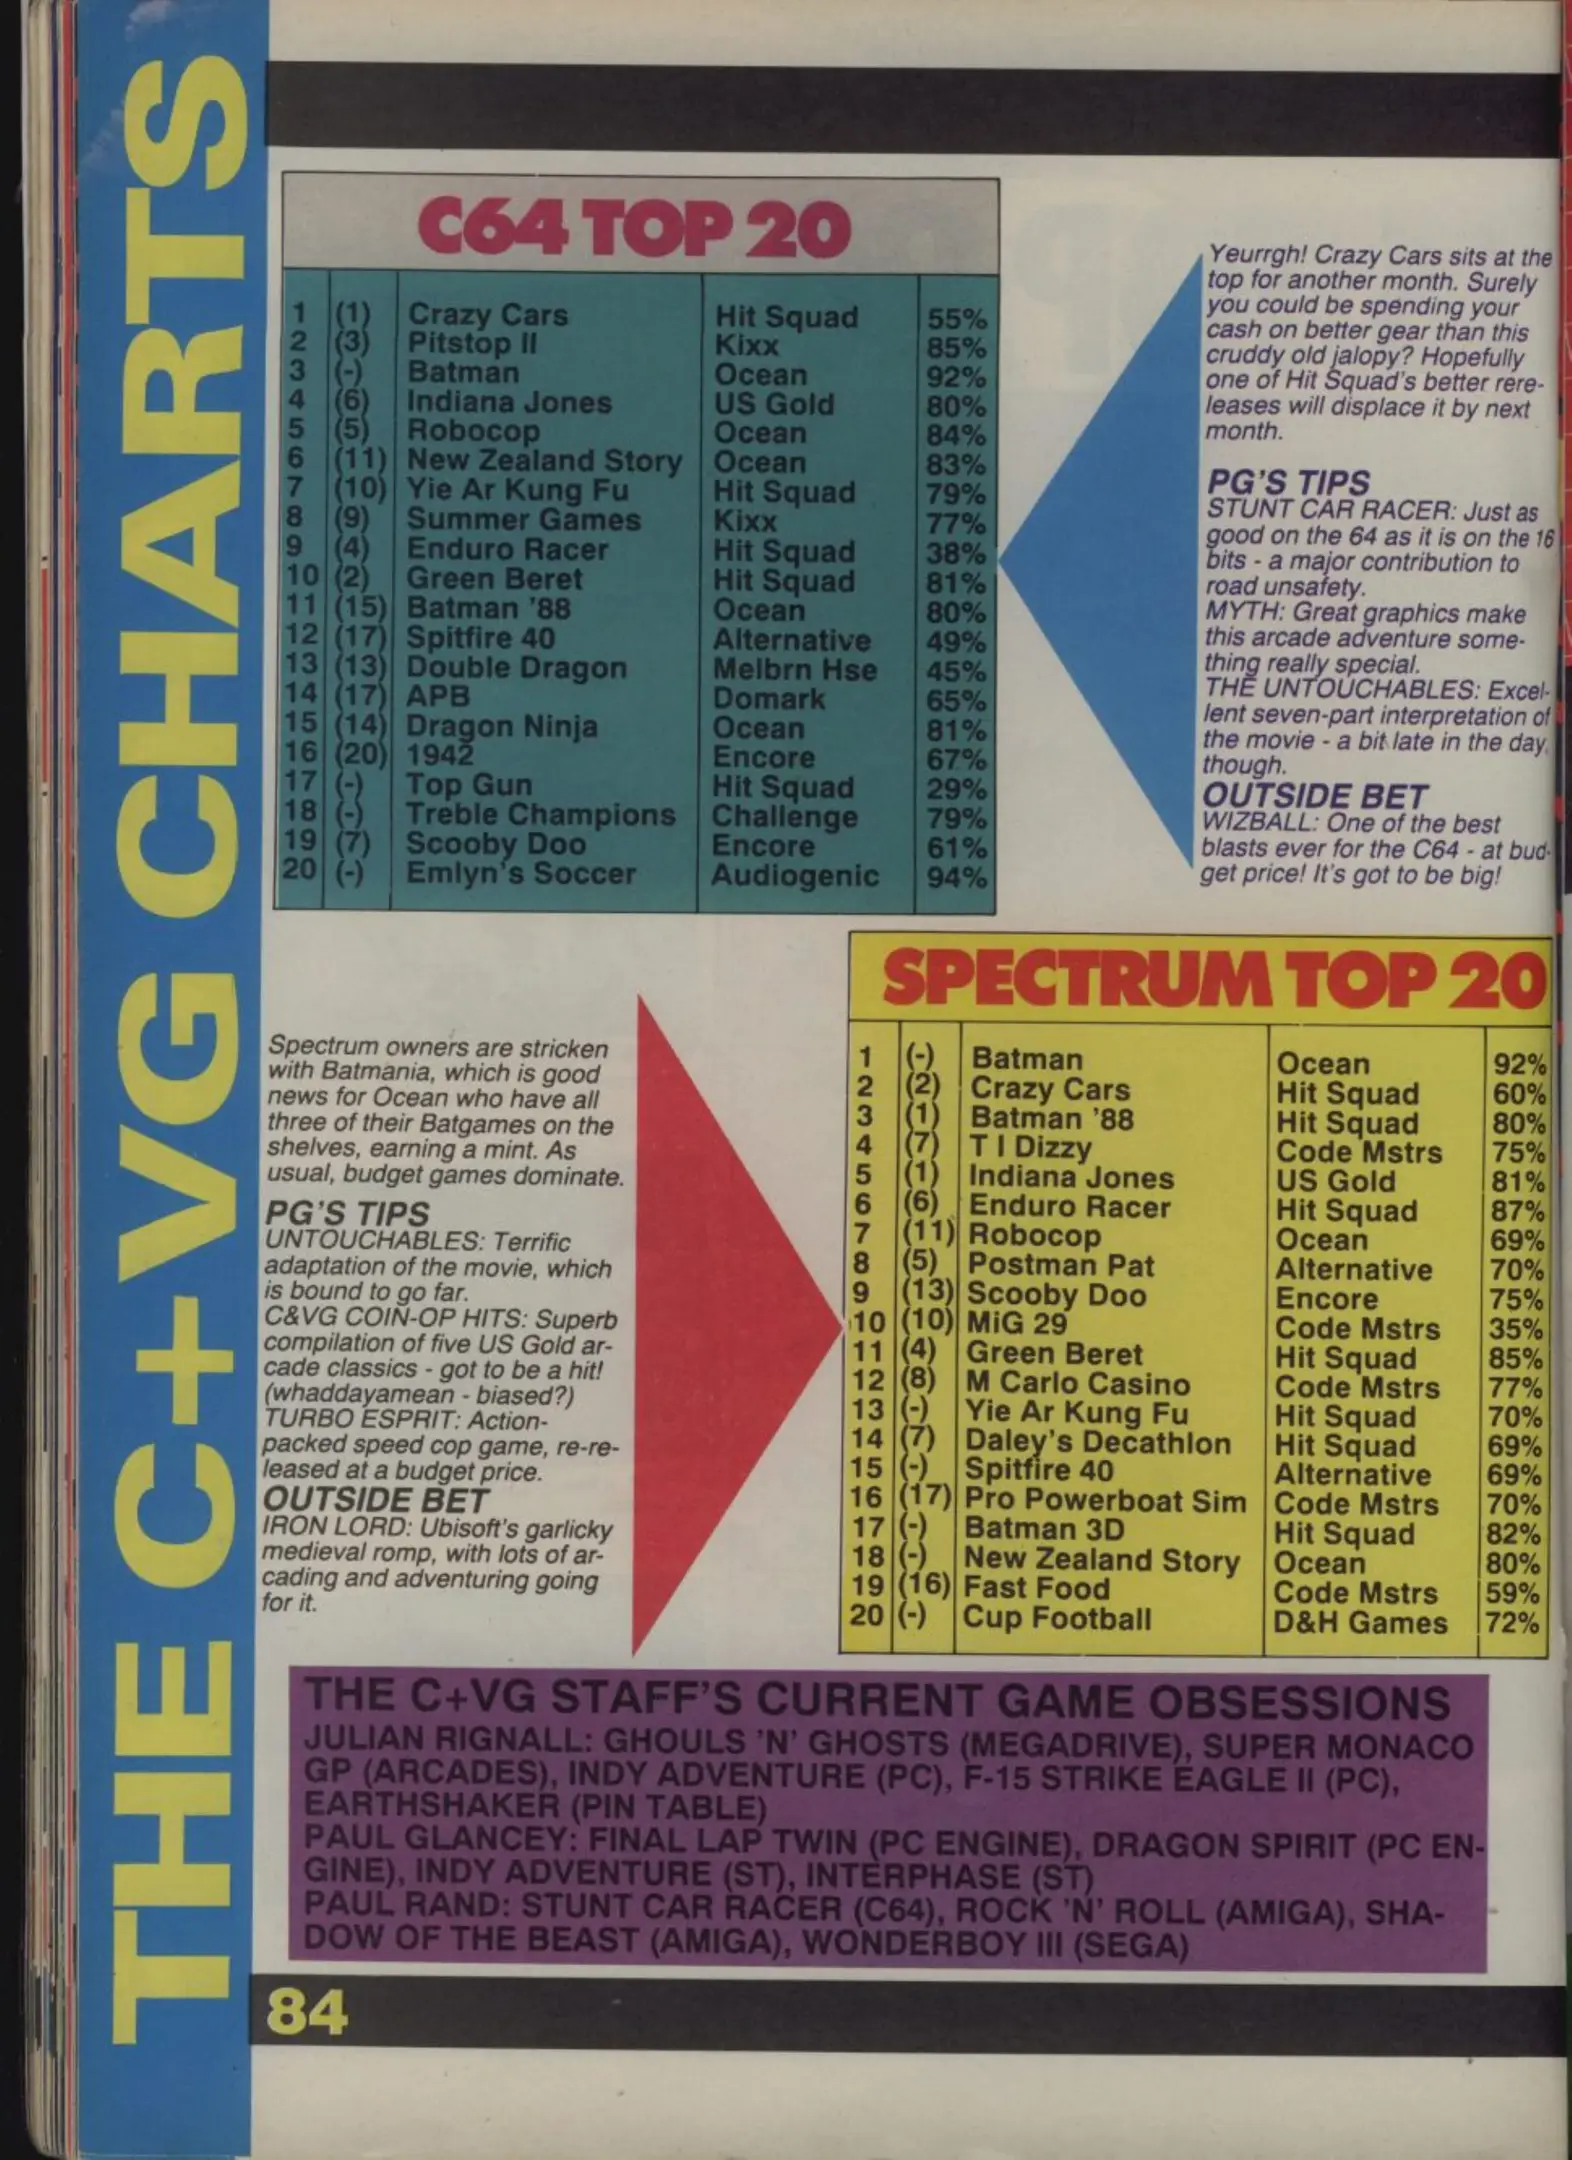 THE C+VG CHARTS
C64 TOP 20
1 (1) Crazy Cars Hit Squad 55%
2 (3) Pitstop II Kixx 85%
3 (-) Batman Ocean 92%
4 (6) Indiana Jones US Gold 80%
5 (5) Robocop Ocean 84%
6 (11) New Zealand Story Ocean 83%
7 (10) Yie Ar Kung Fu Hit Squad 79%
8 (9) Summer Games Kixx 77%
9 (4) Enduro Racer Hit Squad 38%
10 (2) Green Beret Hit Squad 81%
11 (15) Batman '88 Ocean 80%
12 (17) Spitfire 40 Alternative 49%
13 (13) Double Dragon Melbrn Hse 45%
14 (17) APB Domark 65%
15 (14) Dragon Ninja Ocean 81%
16 (20) 1942 Encore 67%
17 (-) Top Gun Hit Squad 29%
18 (-) Treble Champions Challenge 79%
19 (7) Scooby Doo Encore 61%
20 (-) Emlyn's Soccer Audiogenic 94%
Yeurrgh! Crazy Cars sits at the
top for another month. Surely
you could be spending your
cash on better gear than this
cruddy old jalopy? Hopefully
one of Hit Squad's better rere-
leases will displace it by next
month.
PG'S TIPS
STUNT CAR RACER: Just as
good on the 64 as it is on the 16
bits - a major contribution to
road unsafety.
MYTH: Great graphics make
this arcade adventure some-
thing really special.
THE UNTOUCHABLES: Excel-
lent seven-part interpretation of
the movie - a bit late in the day,
though.
OUTSIDE BET
WIZBALL: One of the best
blasts ever for the C64 - at bud-
get price! It's got to be big!
Spectrum owners are stricken
with Batmania, which is good
news for Ocean who have all
three of their Batgames on the
shelves, earning a mint. As
usual, budget games dominate.
PG'S TIPS
UNTOUCHABLES: Terrific
adaptation of the movie, which
is bound to go far.
C&VG COIN-OP HITS: Superb
compilation of five US Gold ar-
cade classics - got to be a hit!
(whaddayamean - biased?)
TURBO ESPRIT: Action-
packed speed cop game, re-re-
leased at a budget price.
OUTSIDE BET
IRON LORD: Ubisoft's garlicky
medieval romp, with lots of ar-
cading and adventuring going
for it.
SPECTRUM TOP 20
1 (-) Batman Ocean 92%
2 (2) Crazy Cars Hit Squad 60%
3 (1) Batman '88 Hit Squad 80%
4 (7) T I Dizzy Code Mstrs 75%
5 (1) Indiana Jones US Gold 81%
6 (6) Enduro Racer Hit Squad 87%
7 (11) Robocop Ocean 69%
8 (5) Postman Pat Alternative 70%
9 (13) Scooby Doo Encore 75%
10 (10) MiG 29 Code Mstrs 35%
11 (4) Green Beret Hit Squad 85%
12 (8) M Carlo Casino Code Mstrs 77%
13 (-) Yie Ar Kung Fu Hit Squad 70%
14 (7) Daley's Decathlon Hit Squad 69%
15 (-) Spitfire 40 Alternative 69%
16 (17) Pro Powerboat Sim Code Mstrs 70%
17 (-) Batman 3D Hit Squad 82%
18 (-) New Zealand Story Ocean 80%
19 (16) Fast Food Code Mstrs 59%
20 (-) Cup Football D&H Games 72%
THE C+VG STAFF'S CURRENT GAME OBSESSIONS
JULIAN RIGNALL: GHOULS 'N' GHOSTS (MEGADRIVE), SUPER MONACO
GP (ARCADES), INDY ADVENTURE (PC), F-15 STRIKE EAGLE II (PC),
EARTHSHAKER (PIN TABLE)
PAUL GLANCEY: FINAL LAP TWIN (PC ENGINE), DRAGON SPIRIT (PC EN-
GINE), INDY ADVENTURE (ST), INTERPHASE (ST)
PAUL RAND: STUNT CAR RACER (C64), ROCK 'N' ROLL (AMIGA), SHA-
DOW OF THE BEAST (AMIGA), WONDERBOY III (SEGA)
84